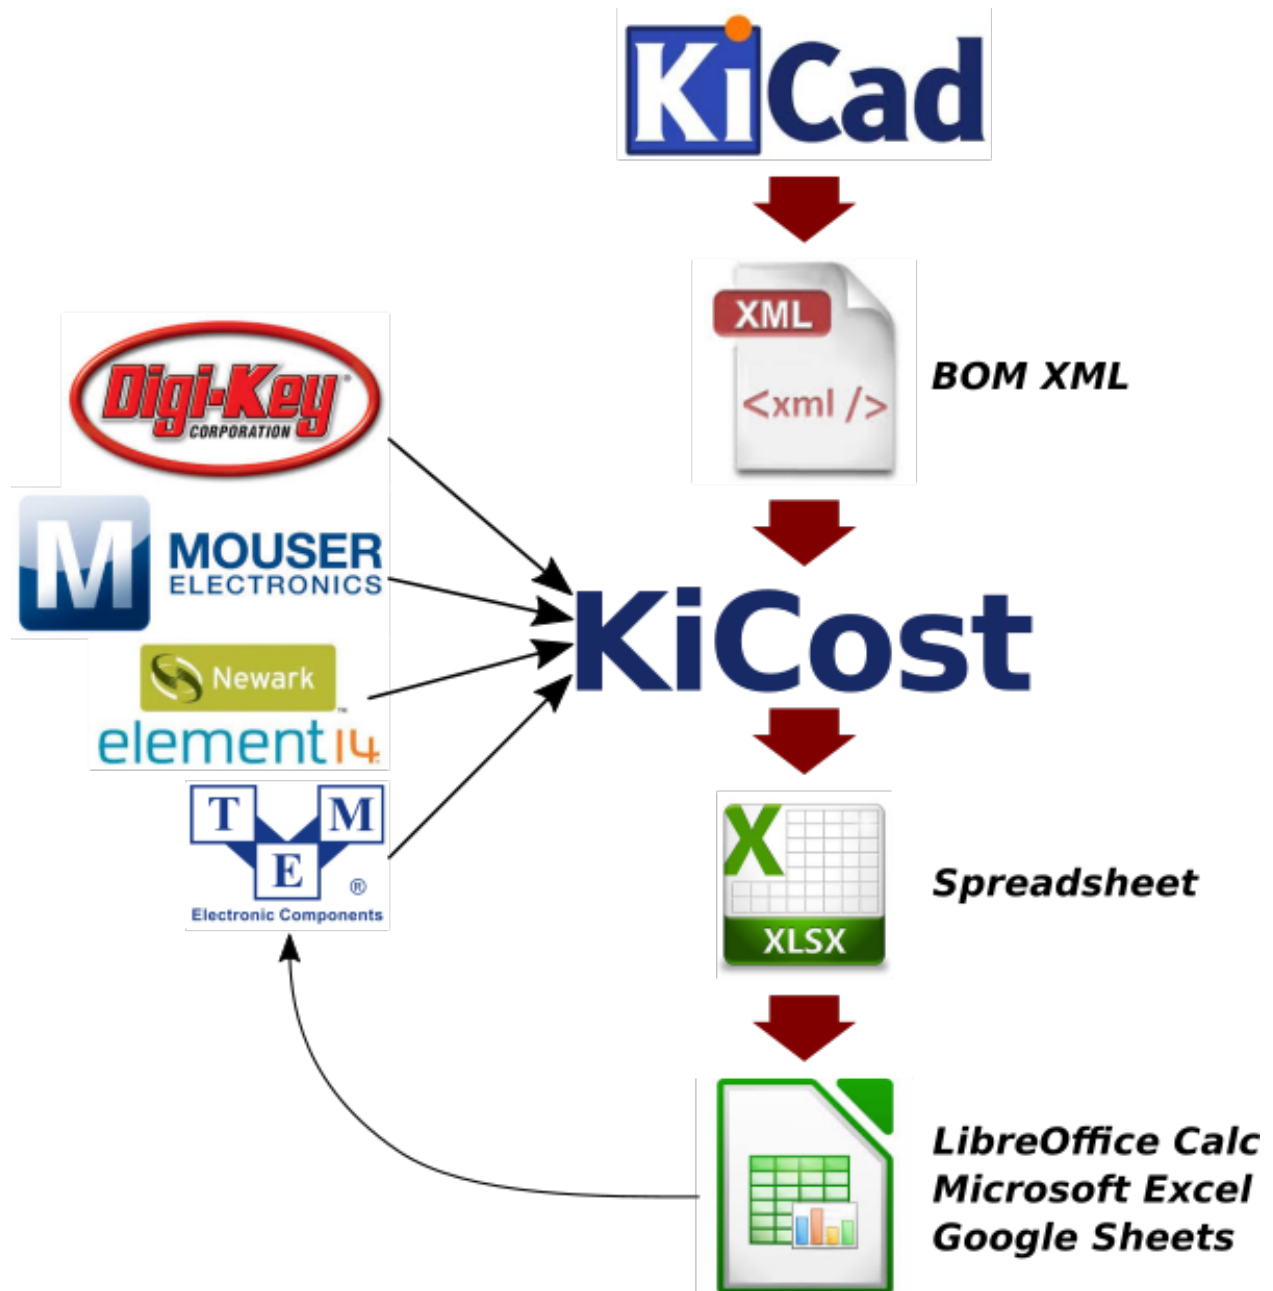 KiCad
XML
<xml />
BOM XML
Digi-Key
CORPORATION
M
MOUSER
ELECTRONICS
Newark
™
element14
KiCost
T M
E ®
Electronic Components
X
XLSX
Spreadsheet
LibreOffice Calc
Microsoft Excel
Google Sheets